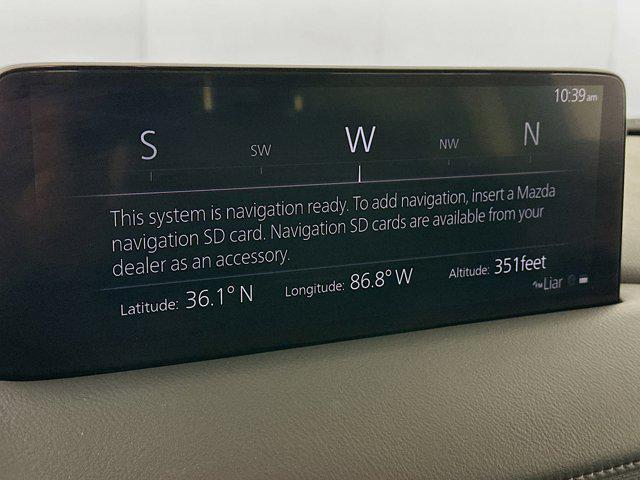 10:39am
S SW W NW N
This system is navigation ready. To add navigation, insert a Mazda
navigation SD card. Navigation SD cards are available from your
dealer as an accessory.
Latitude: 36.1° N Longitude: 86.8° W Altitude: 351feet
FM Liar